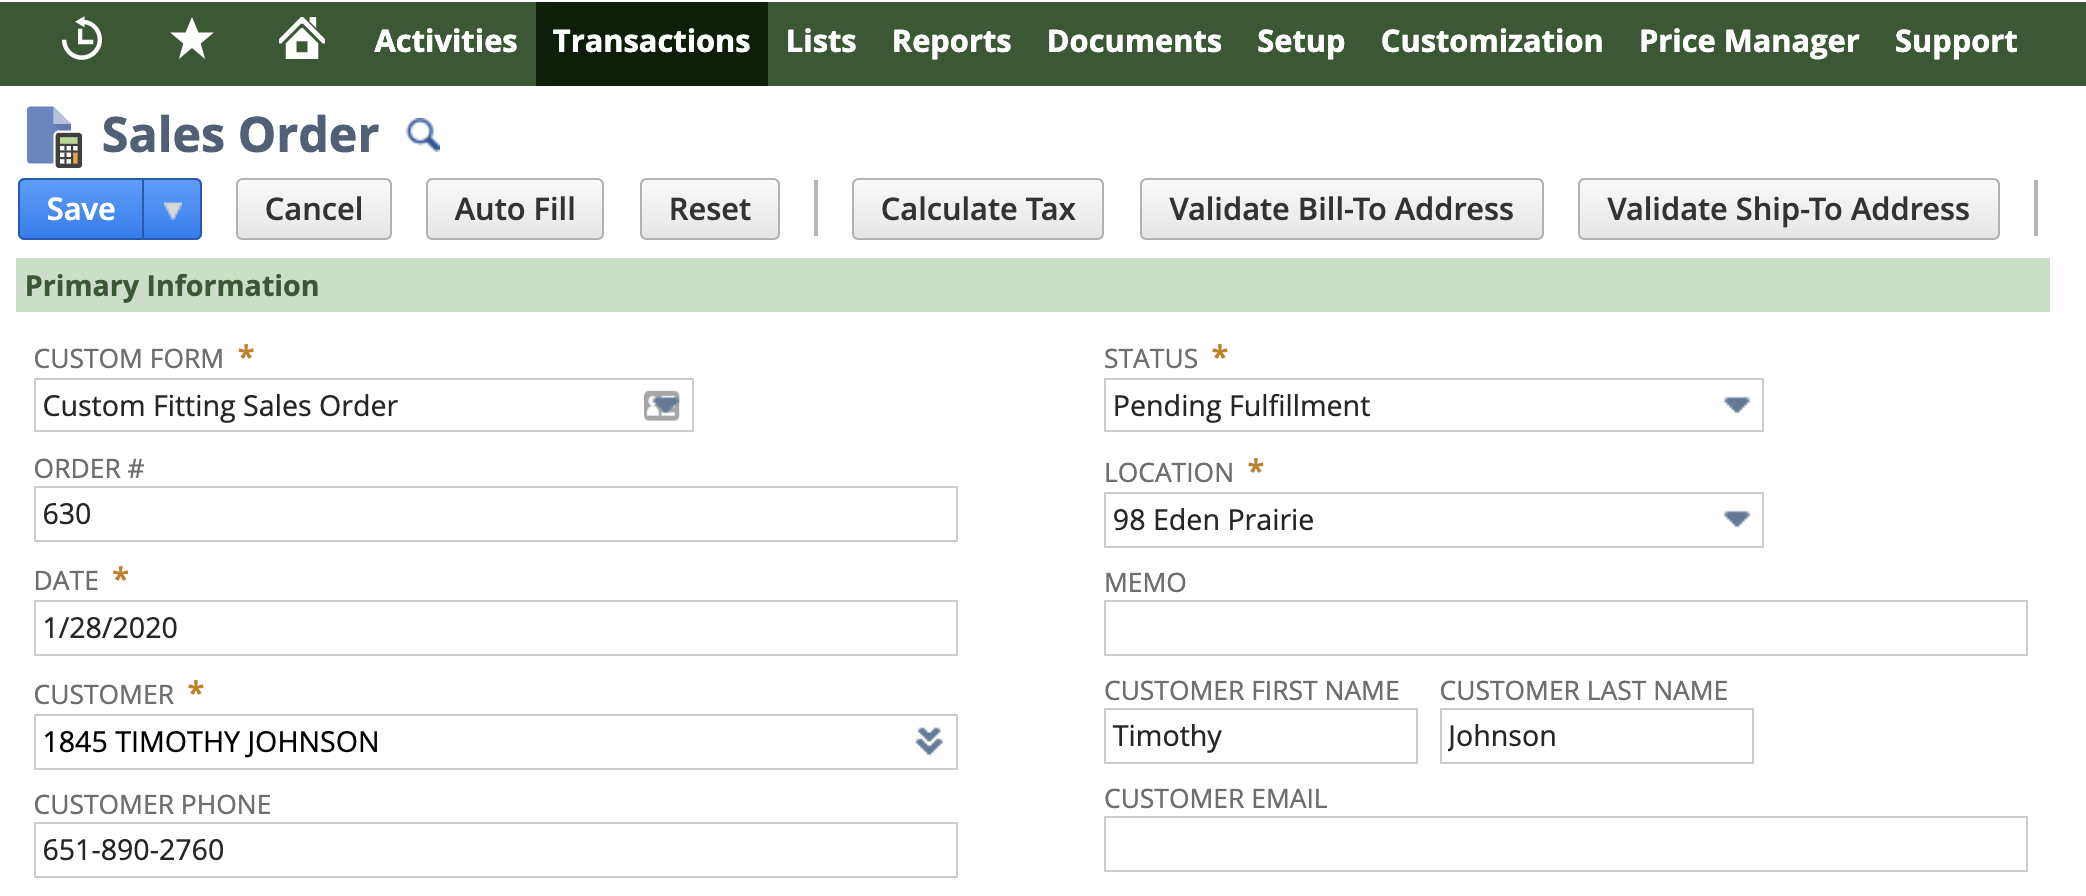 Activities Transactions Lists Reports Documents Setup Customization Price Manager Support
Sales Order
Save Cancel Auto Fill Reset Calculate Tax Validate Bill-To Address Validate Ship-To Address
Primary Information
CUSTOM FORM *
Custom Fitting Sales Order
ORDER #
630
DATE *
1/28/2020
CUSTOMER *
1845 TIMOTHY JOHNSON
CUSTOMER PHONE
651-890-2760
STATUS *
Pending Fulfillment
LOCATION *
98 Eden Prairie
MEMO
CUSTOMER FIRST NAME CUSTOMER LAST NAME
Timothy Johnson
CUSTOMER EMAIL